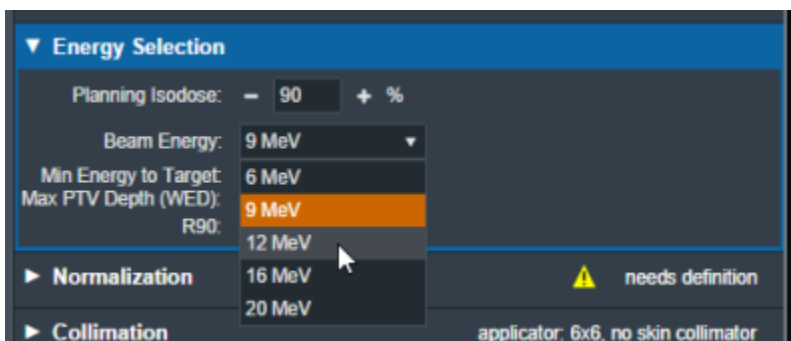 ▼ Energy Selection
Planning Isodose: − 90 + %
Beam Energy: 9 MeV ▼
Min Energy to Target: 6 MeV
Max PTV Depth (WED): 9 MeV
R90:
12 MeV
► Normalization 16 MeV needs definition
20 MeV
► Collimation applicator; 6x6, no skin collimator